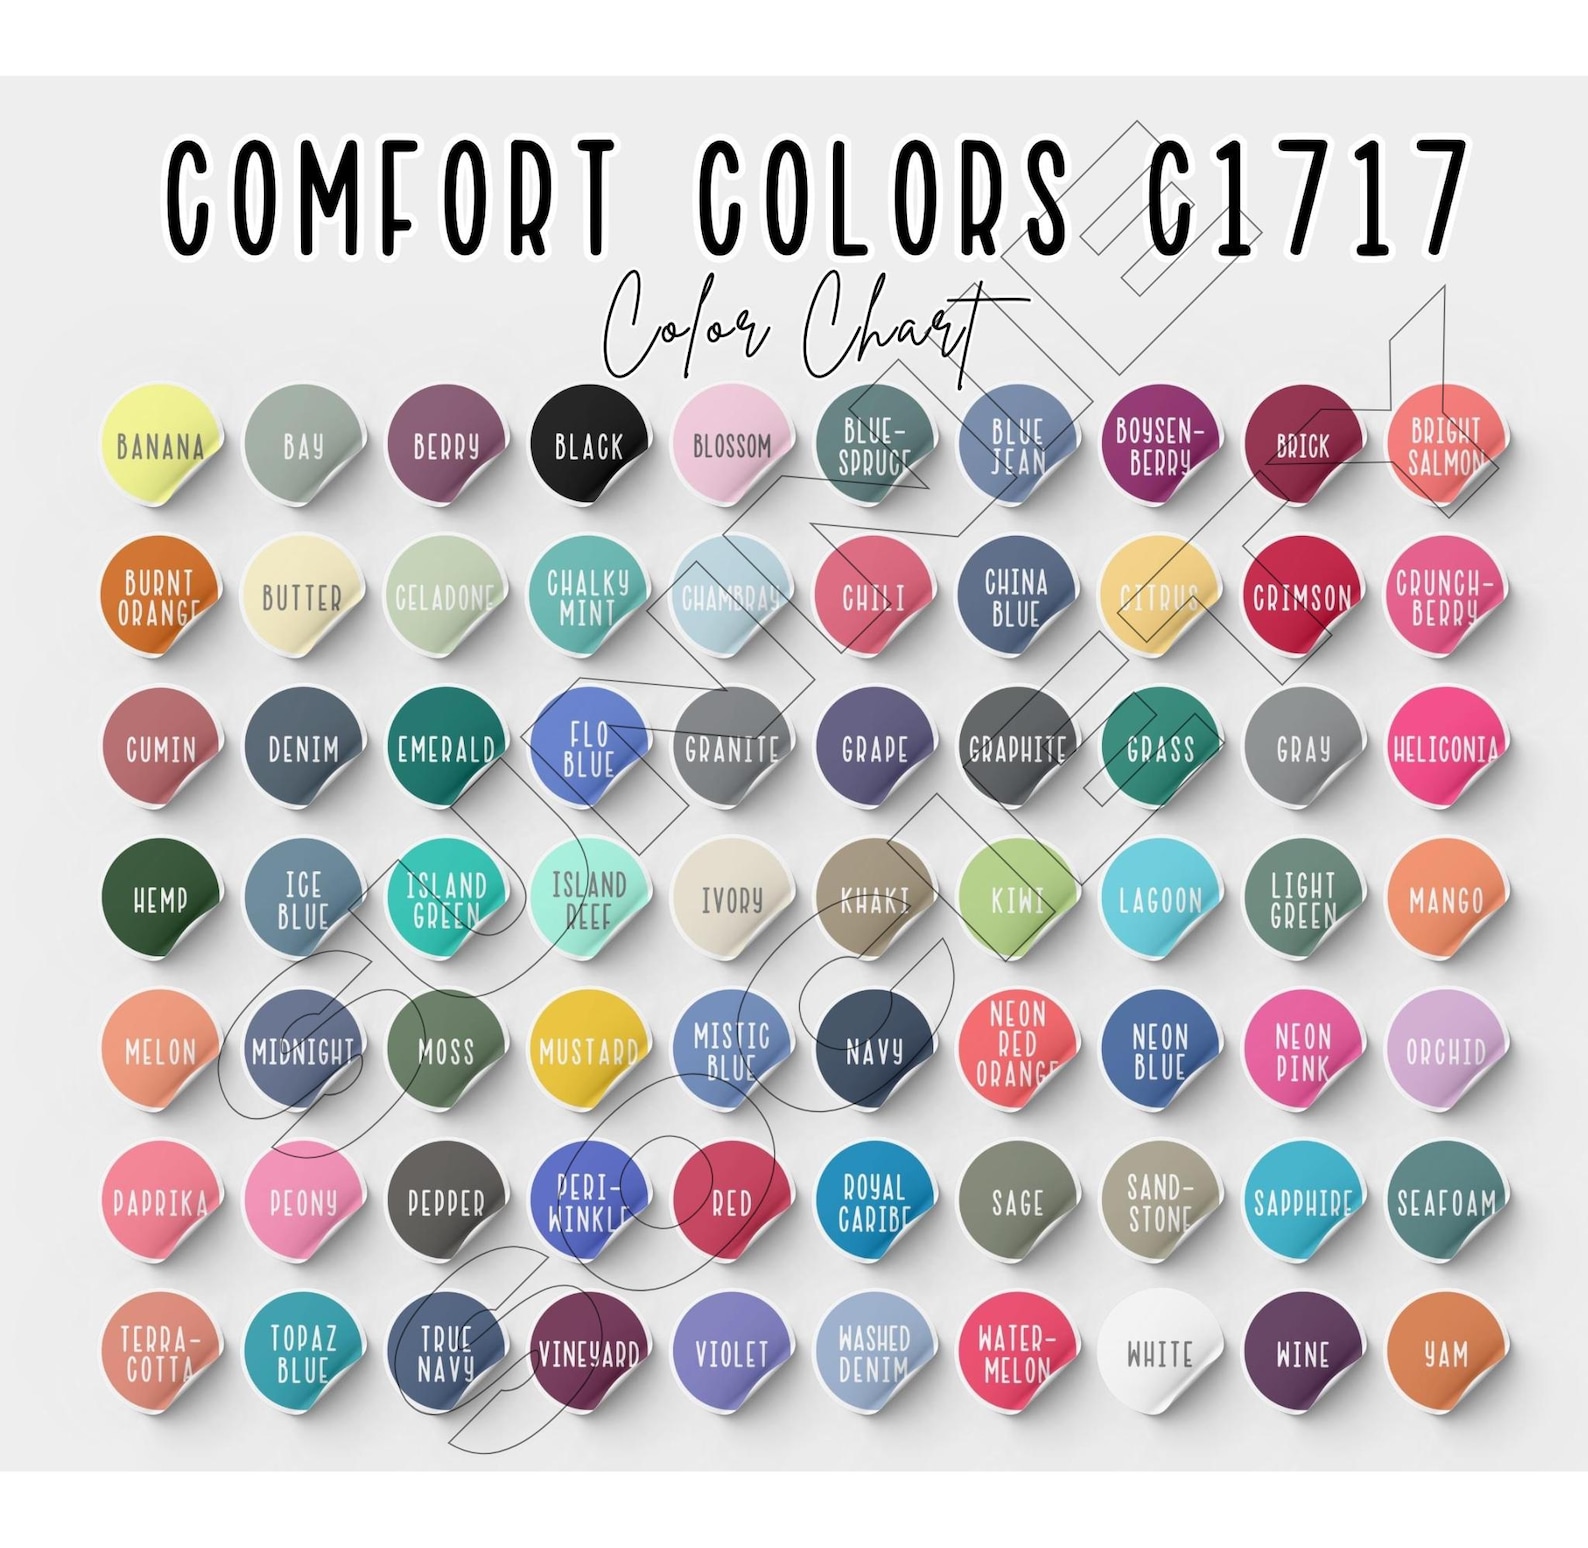 COMFORT COLORS C1717
Color Chart
BANANA
BAY
BERRY
BLACK
BLOSSOM
BLUE-
SPRUCE
BLUE
JEAN
BOYSEN-
BERRY
BRICK
BRIGHT
SALMON
BURNT
ORANGE
BUTTER
CELADONE
CHALKY
MINT
CHAMBRAY
CHILI
CHINA
BLUE
CITRUS
CRIMSON
CRUNCH-
BERRY
CUMIN
DENIM
EMERALD
FLO
BLUE
GRANITE
GRAPE
GRAPHITE
GRASS
GRAY
HELICONIA
HEMP
ICE
BLUE
ISLAND
GREEN
ISLAND
REEF
IVORY
KHAKI
KIWI
LAGOON
LIGHT
GREEN
MANGO
MELON
MIDNIGHT
MOSS
MUSTARD
MISTIC
BLUE
NAVY
NEON
RED
ORANGE
NEON
BLUE
NEON
PINK
ORCHID
PAPRIKA
PEONY
PEPPER
PERI-
WINKLE
RED
ROYAL
CARIBE
SAGE
SAND-
STONE
SAPPHIRE
SEAFOAM
TERRA-
COTTA
TOPAZ
BLUE
TRUE
NAVY
VINEYARD
VIOLET
WASHED
DENIM
WATER-
MELON
WHITE
WINE
YAM